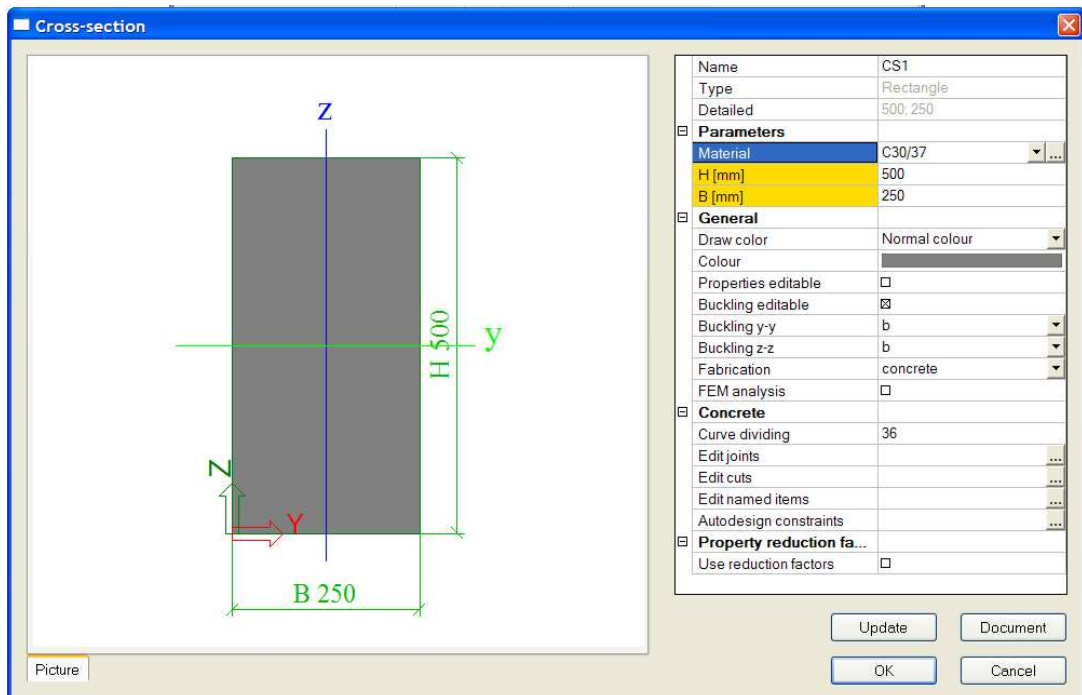 Cross-section
z
y
H 500
Z
Y
B 250
Picture
Name CS1
Type Rectangle
Detailed 500; 250
Parameters
Material C30/37 ...
H [mm] 500
B [mm] 250
General
Draw color Normal colour
Colour
Properties editable
Buckling editable
Buckling y-y b
Buckling z-z b
Fabrication concrete
FEM analysis
Concrete
Curve dividing 36
Edit joints ...
Edit cuts ...
Edit named items ...
Autodesign constraints ...
Property reduction fa...
Use reduction factors
Update Document
OK Cancel